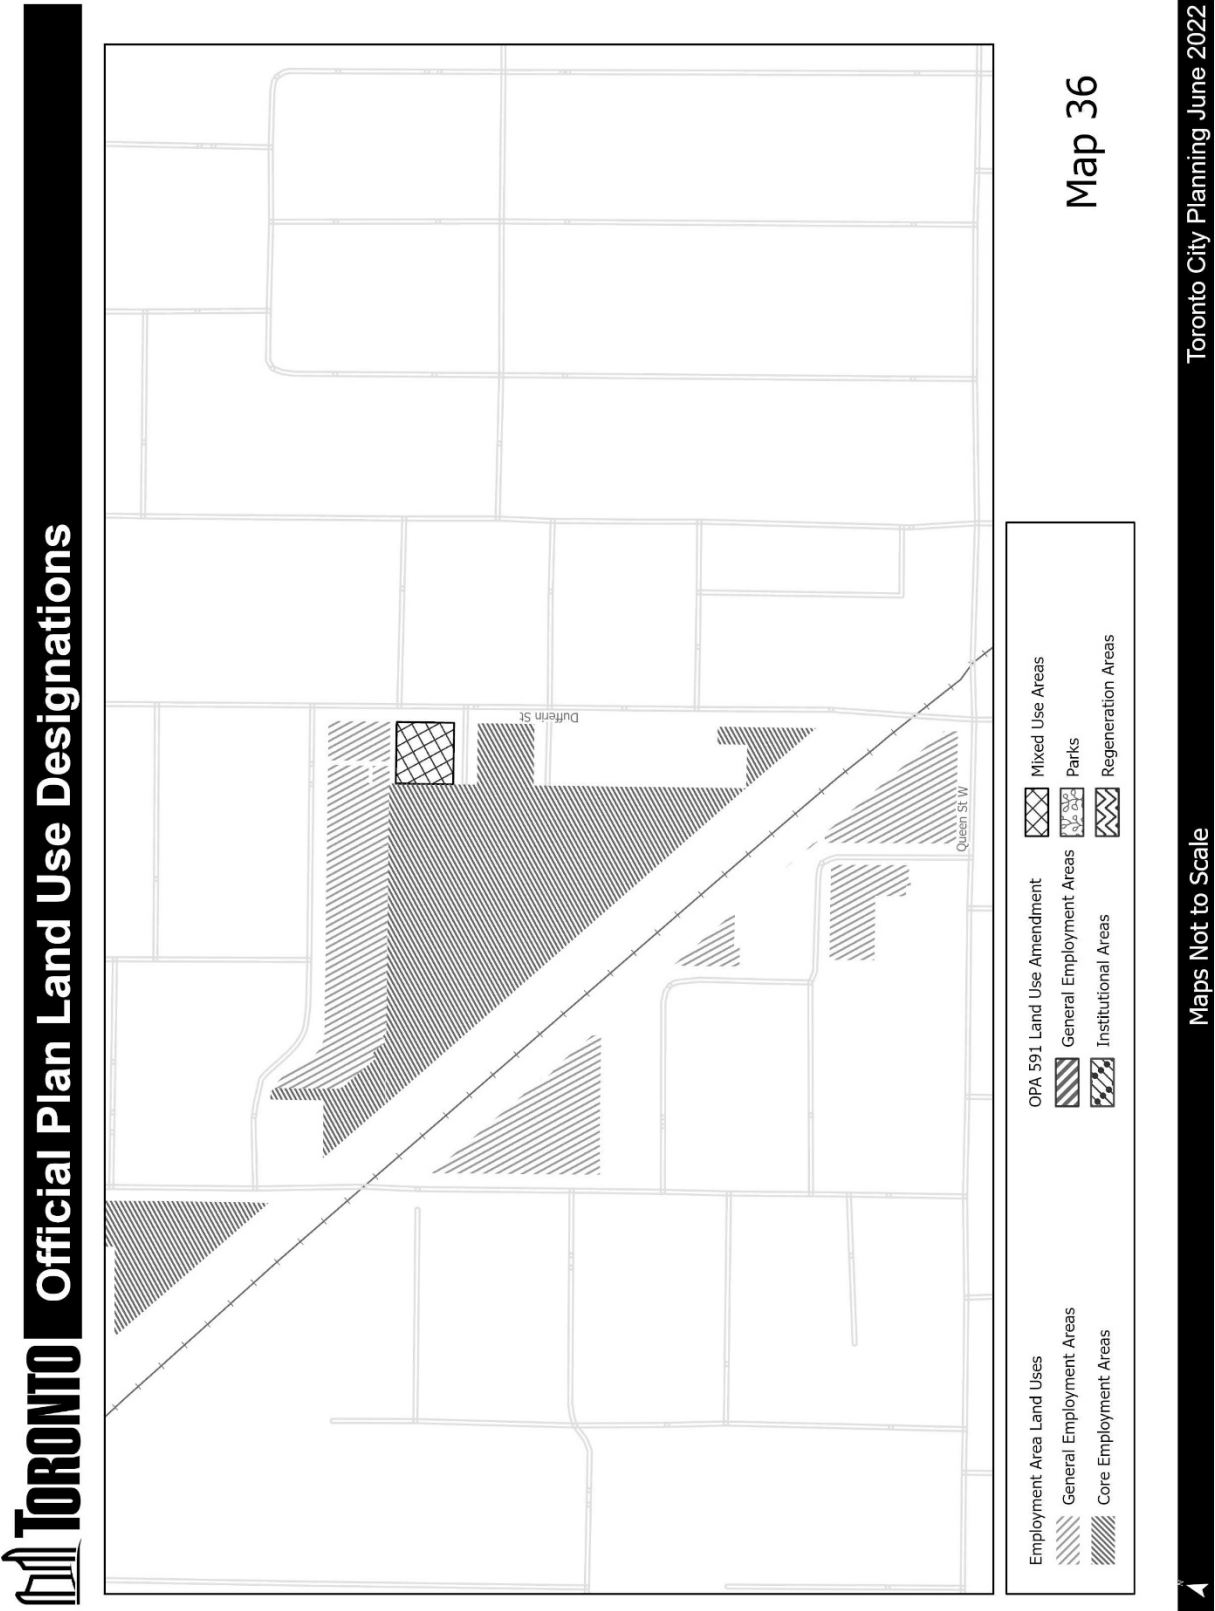 TORONTO
Official Plan Land Use Designations
Dufferin St
Queen St W
Employment Area Land Uses
General Employment Areas
Core Employment Areas
OPA 591 Land Use Amendment
General Employment Areas
Institutional Areas
Mixed Use Areas
Parks
Regeneration Areas
Map 36
N
Maps Not to Scale
Toronto City Planning June 2022